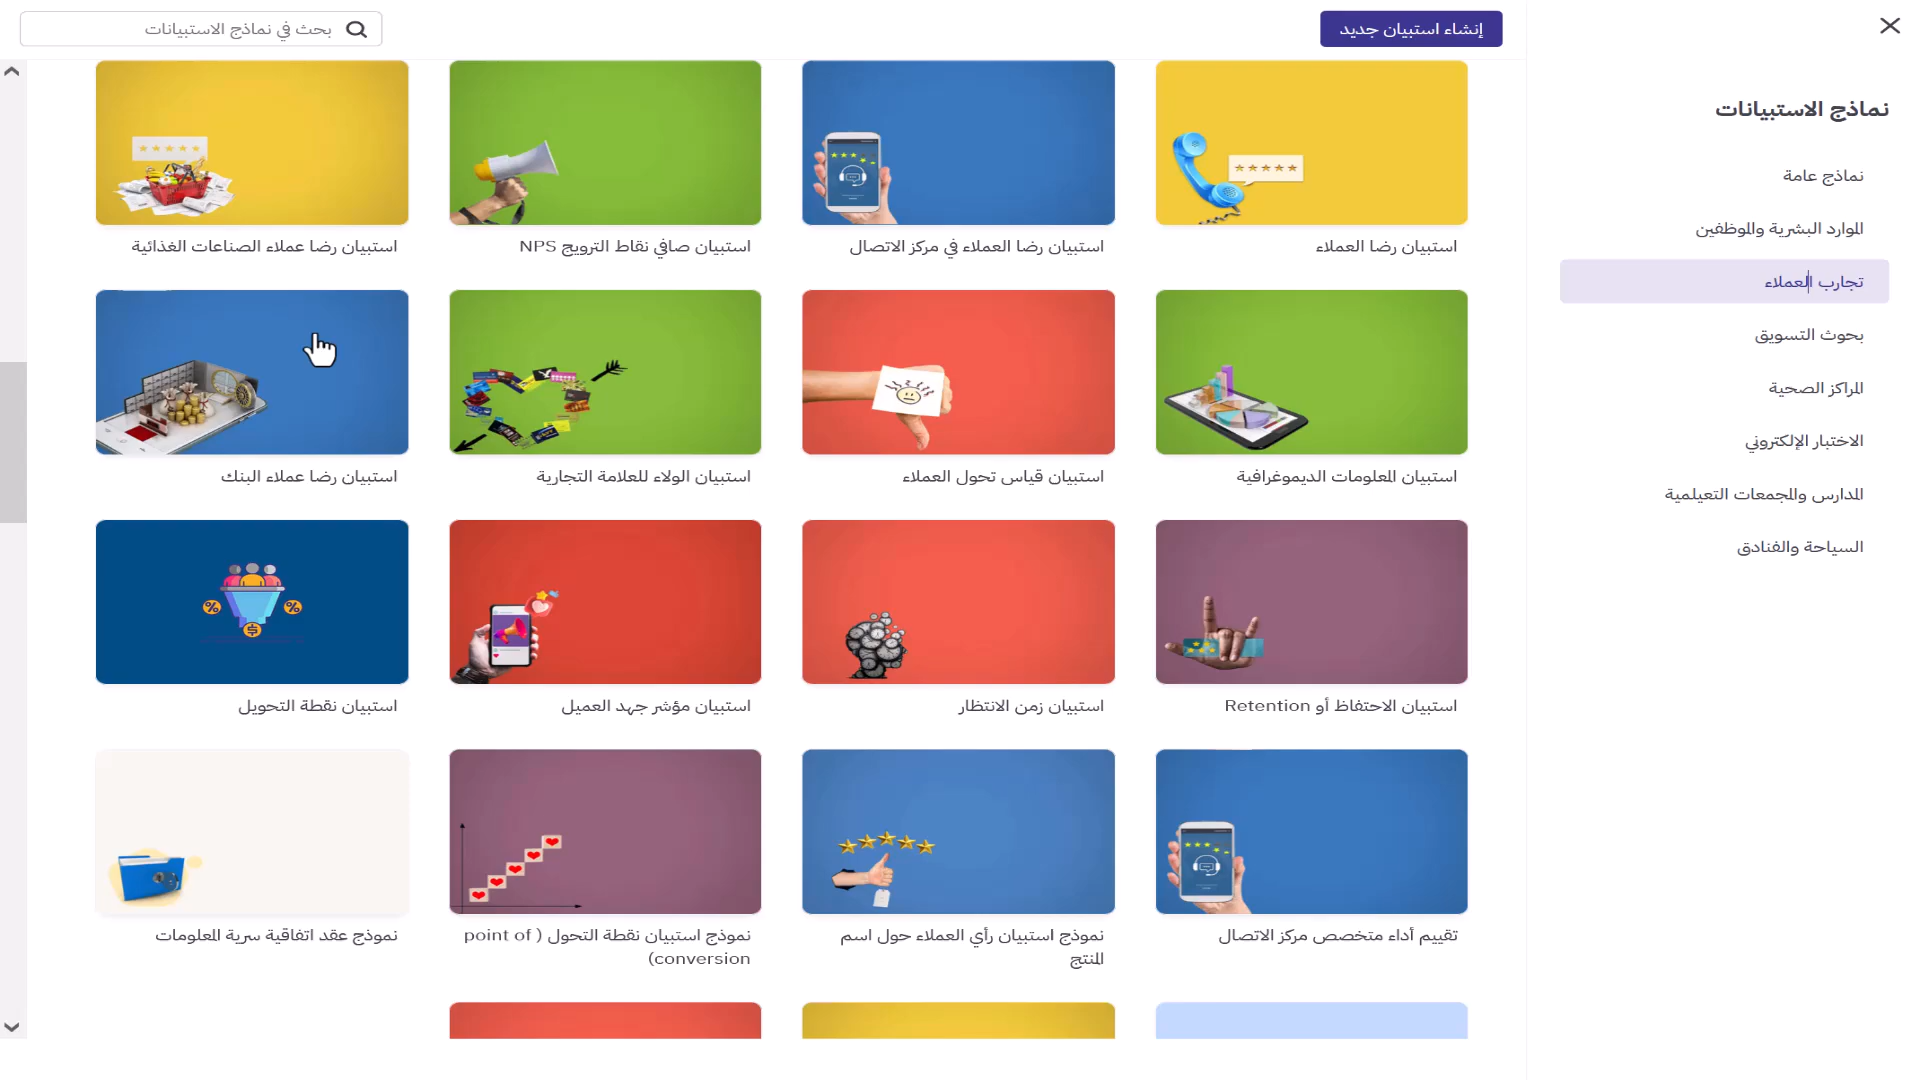 إنشاء استبيان جديد
بحث في نماذج الاستبيانات
نماذج الاستبيانات
نماذج عامة
الموارد البشرية والموظفين
تجارب العملاء
بحوث التسويق
المراكز الصحية
الاختبار الإلكتروني
المدارس والمجمعات التعيلمية
السياحة والفنادق
استبيان رضا العملاء
استبيان رضا العملاء في مركز الاتصال
استبيان صافي نقاط الترويج NPS
استبيان رضا عملاء الصناعات الغذائية
استبيان المعلومات الديموغرافية
استبيان قياس تحول العملاء
استبيان الولاء للعلامة التجارية
استبيان رضا عملاء البنك
استبيان الاحتفاظ أو Retention
استبيان زمن الانتظار
استبيان مؤشر جهد العميل
استبيان نقطة التحويل
تقييم أداء متخصص مركز الاتصال
نموذج استبيان رأي العملاء حول اسم
المنتج
نموذج استبيان نقطة التحول ( point of
conversion)
نموذج عقد اتفاقية سرية المعلومات